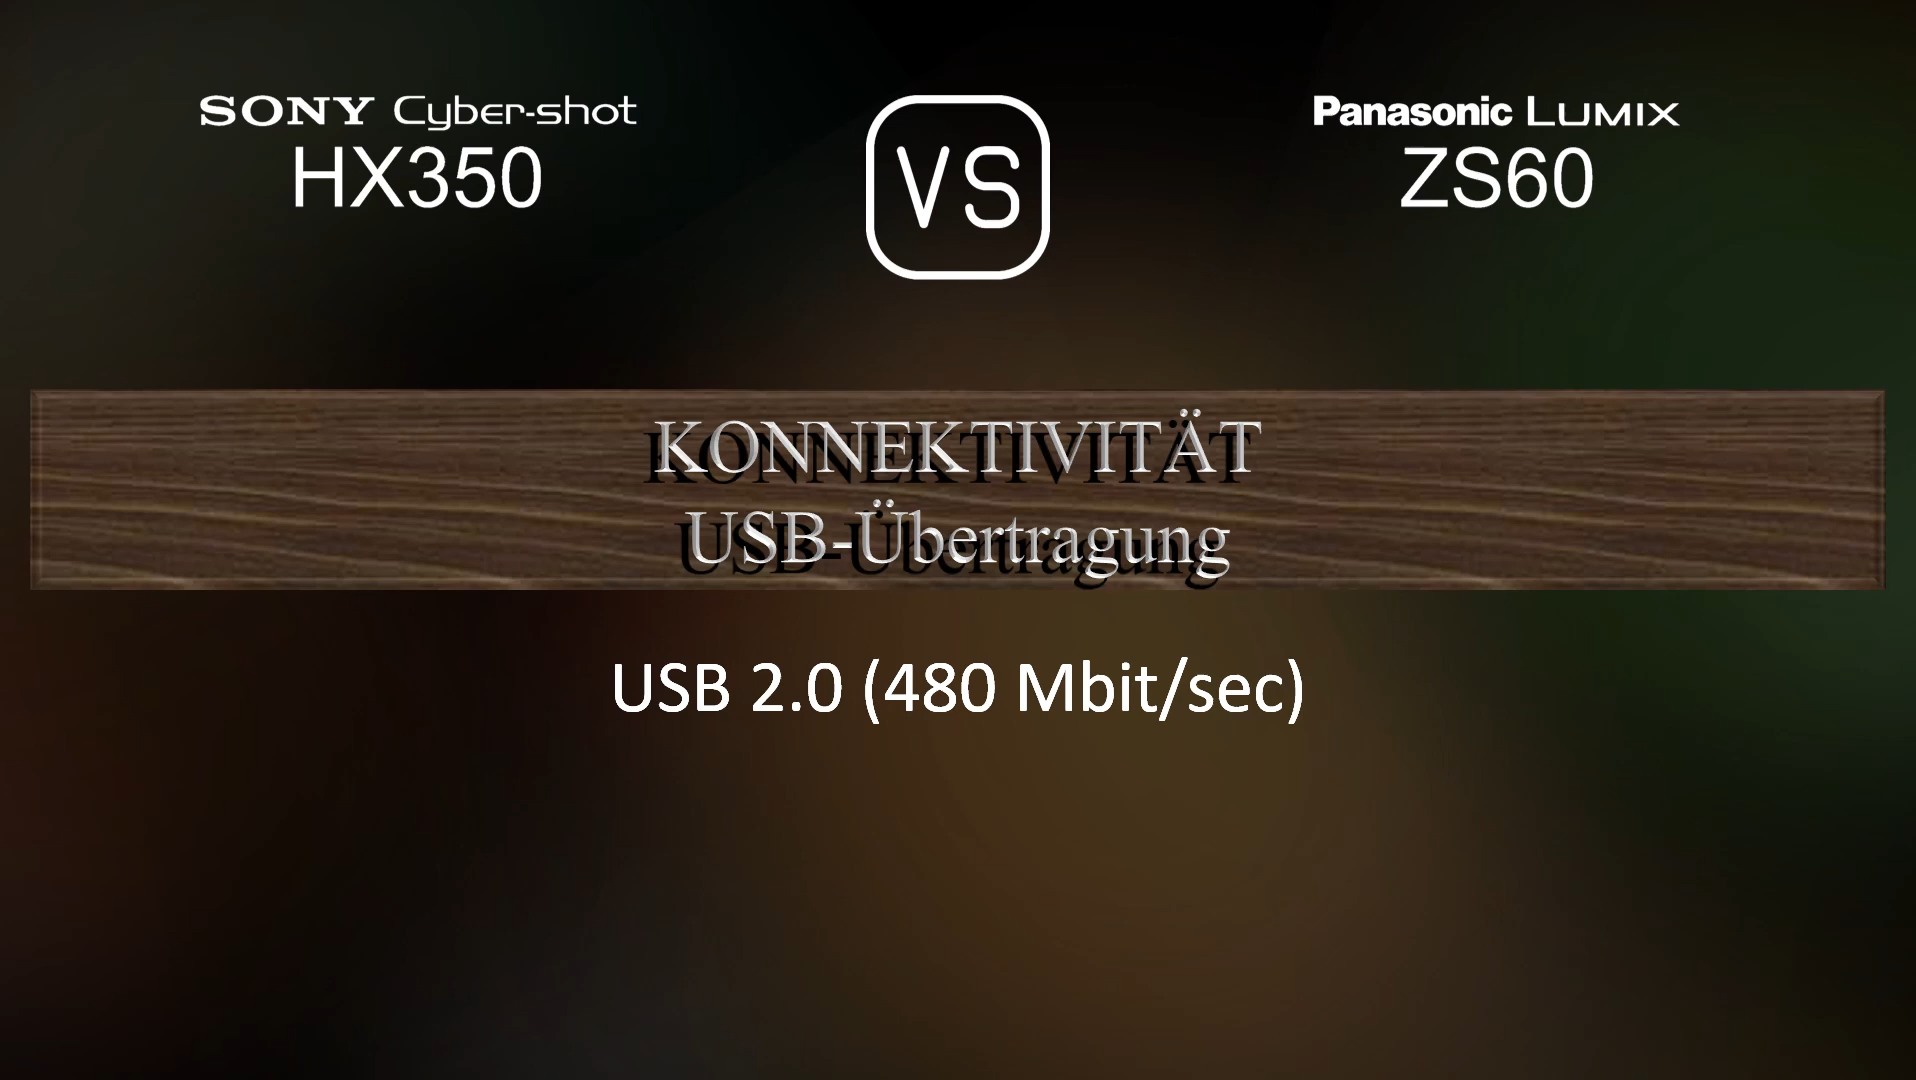 SONY Cyber-shot
HX350
VS
Panasonic LUMIX
ZS60
KONNEKTIVITÄT
USB-Übertragung
USB 2.0 (480 Mbit/sec)